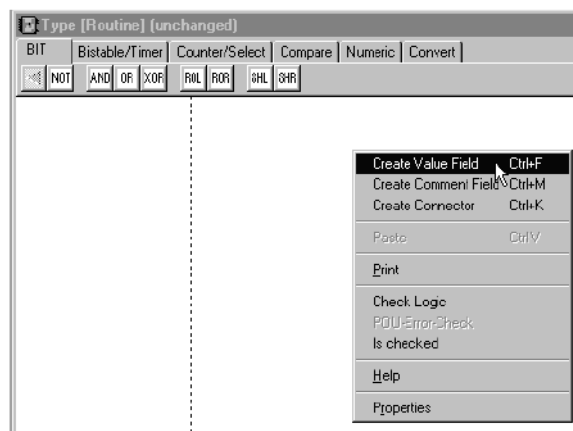 Type [Routine] (unchanged)
BIT Bistable/Timer Counter/Select Compare Numeric Convert
NOT AND OR XOR ROL ROR SHL SHR
Create Value Field Ctrl+F
Create Comment Field Ctrl+M
Create Connector Ctrl+K
Paste Ctrl V
Print
Check Logic
POU-Error-Check
Is checked
Help
Properties